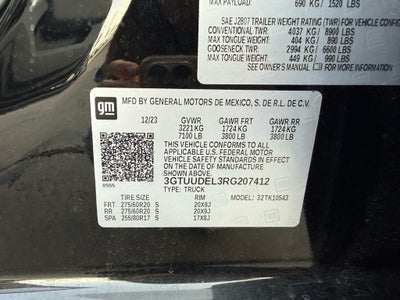 MAX PAYLOAD: 690 KG / 1520 LBS
SAE J2807 TRAILER WEIGHT RATING (TWR) FOR VEHICLE CONFIG
CONVENTIONAL TWR: 4037 KG / 8900 LBS
MAX TONGUE WEIGHT: 404 KG / 890 LBS
GOOSENECK TWR: 2994 KG / 6600 LBS
MAX TONGUE WEIGHT: 449 KG / 990 LBS
SEE OWNER'S MANUAL FOR MORE
gm
MFD BY GENERAL MOTORS DE MEXICO, S. DE R.L. DE C.V.
12/23 GVWR GAWR FRT GAWR RR
3221 KG 1724 KG 1724 KG
7100 LB 3800 LB 3800 LB
THIS VEHICLE CONFORMS TO ALL
APPLICABLE U.S. FEDERAL MOTOR
VEHICLE SAFETY STANDARDS IN
EFFECT ON THE DATE OF
MANUFACTURE SHOWN ABOVE.
3GTUUDEL3RG207412
TYPE: TRUCK
MODEL: 32TK10543
TIRE SIZE RIM
FRT 275/60R20 S 20X9J
RR 275/60R20 S 20X9J
SPA 255/80R17 S 17X8J